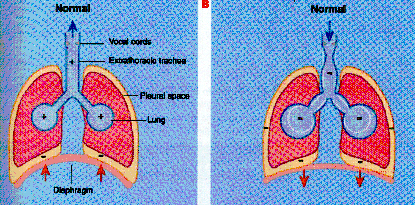 Normal
Vocal cords
Extrathoracic trachea
Pleural space
Lung
Diaphragm
B
Normal